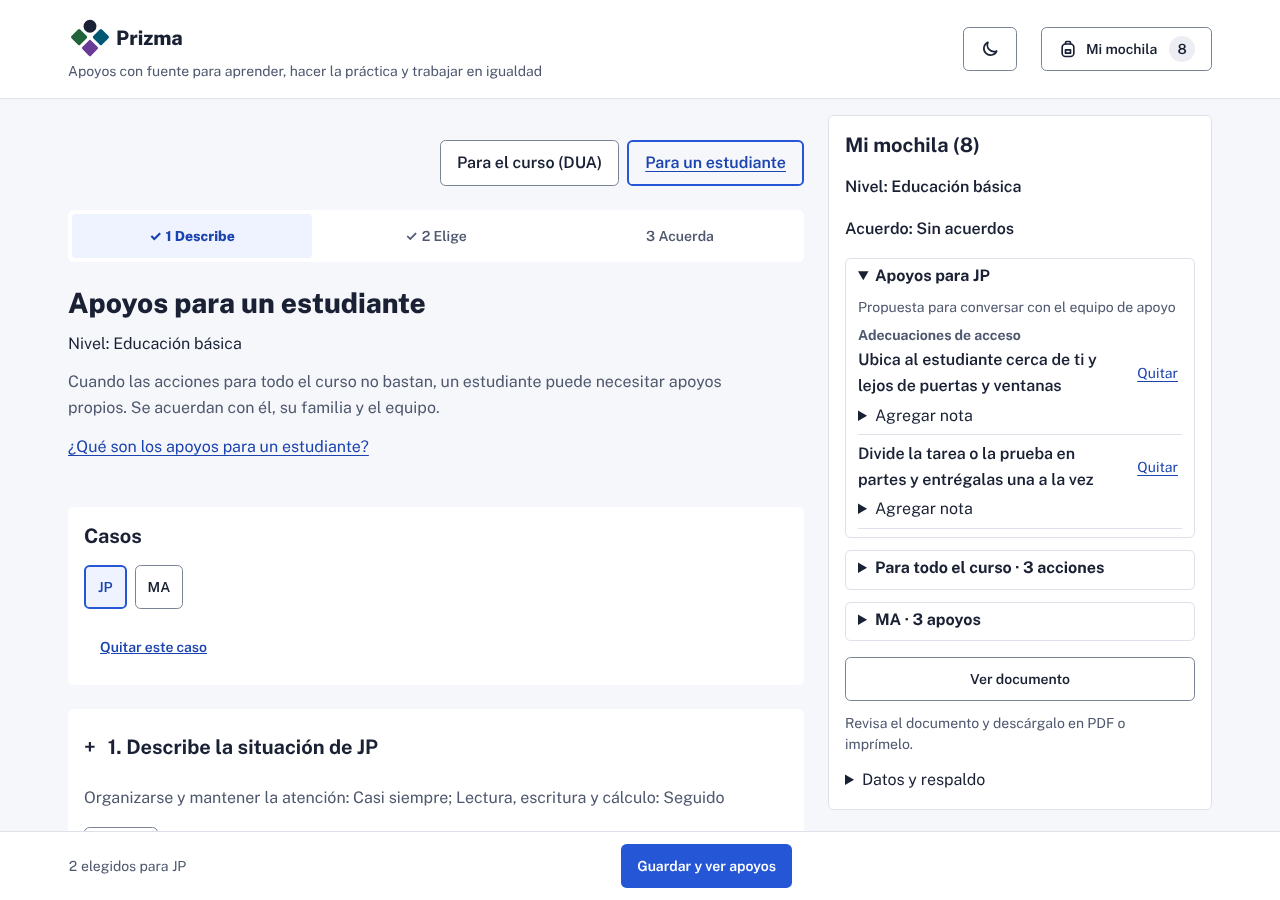 Prizma
Apoyos con fuente para aprender, hacer la práctica y trabajar en igualdad
Mi mochila 8
Para el curso (DUA)
Para un estudiante
✓ 1 Describe
✓ 2 Elige
3 Acuerda
Apoyos para un estudiante
Nivel: Educación básica
Cuando las acciones para todo el curso no bastan, un estudiante puede necesitar apoyos
propios. Se acuerdan con él, su familia y el equipo.
¿Qué son los apoyos para un estudiante?
Casos
JP
MA
Quitar este caso
+ 1. Describe la situación de JP
Organizarse y mantener la atención: Casi siempre; Lectura, escritura y cálculo: Seguido
Mi mochila (8)
Nivel: Educación básica
Acuerdo: Sin acuerdos
Apoyos para JP
Propuesta para conversar con el equipo de apoyo
Adecuaciones de acceso
Ubica al estudiante cerca de ti y
lejos de puertas y ventanas
Quitar
Agregar nota
Divide la tarea o la prueba en
partes y entrégalas una a la vez
Quitar
Agregar nota
Para todo el curso · 3 acciones
MA · 3 apoyos
Ver documento
Revisa el documento y descárgalo en PDF o
imprímelo.
Datos y respaldo
2 elegidos para JP
Guardar y ver apoyos